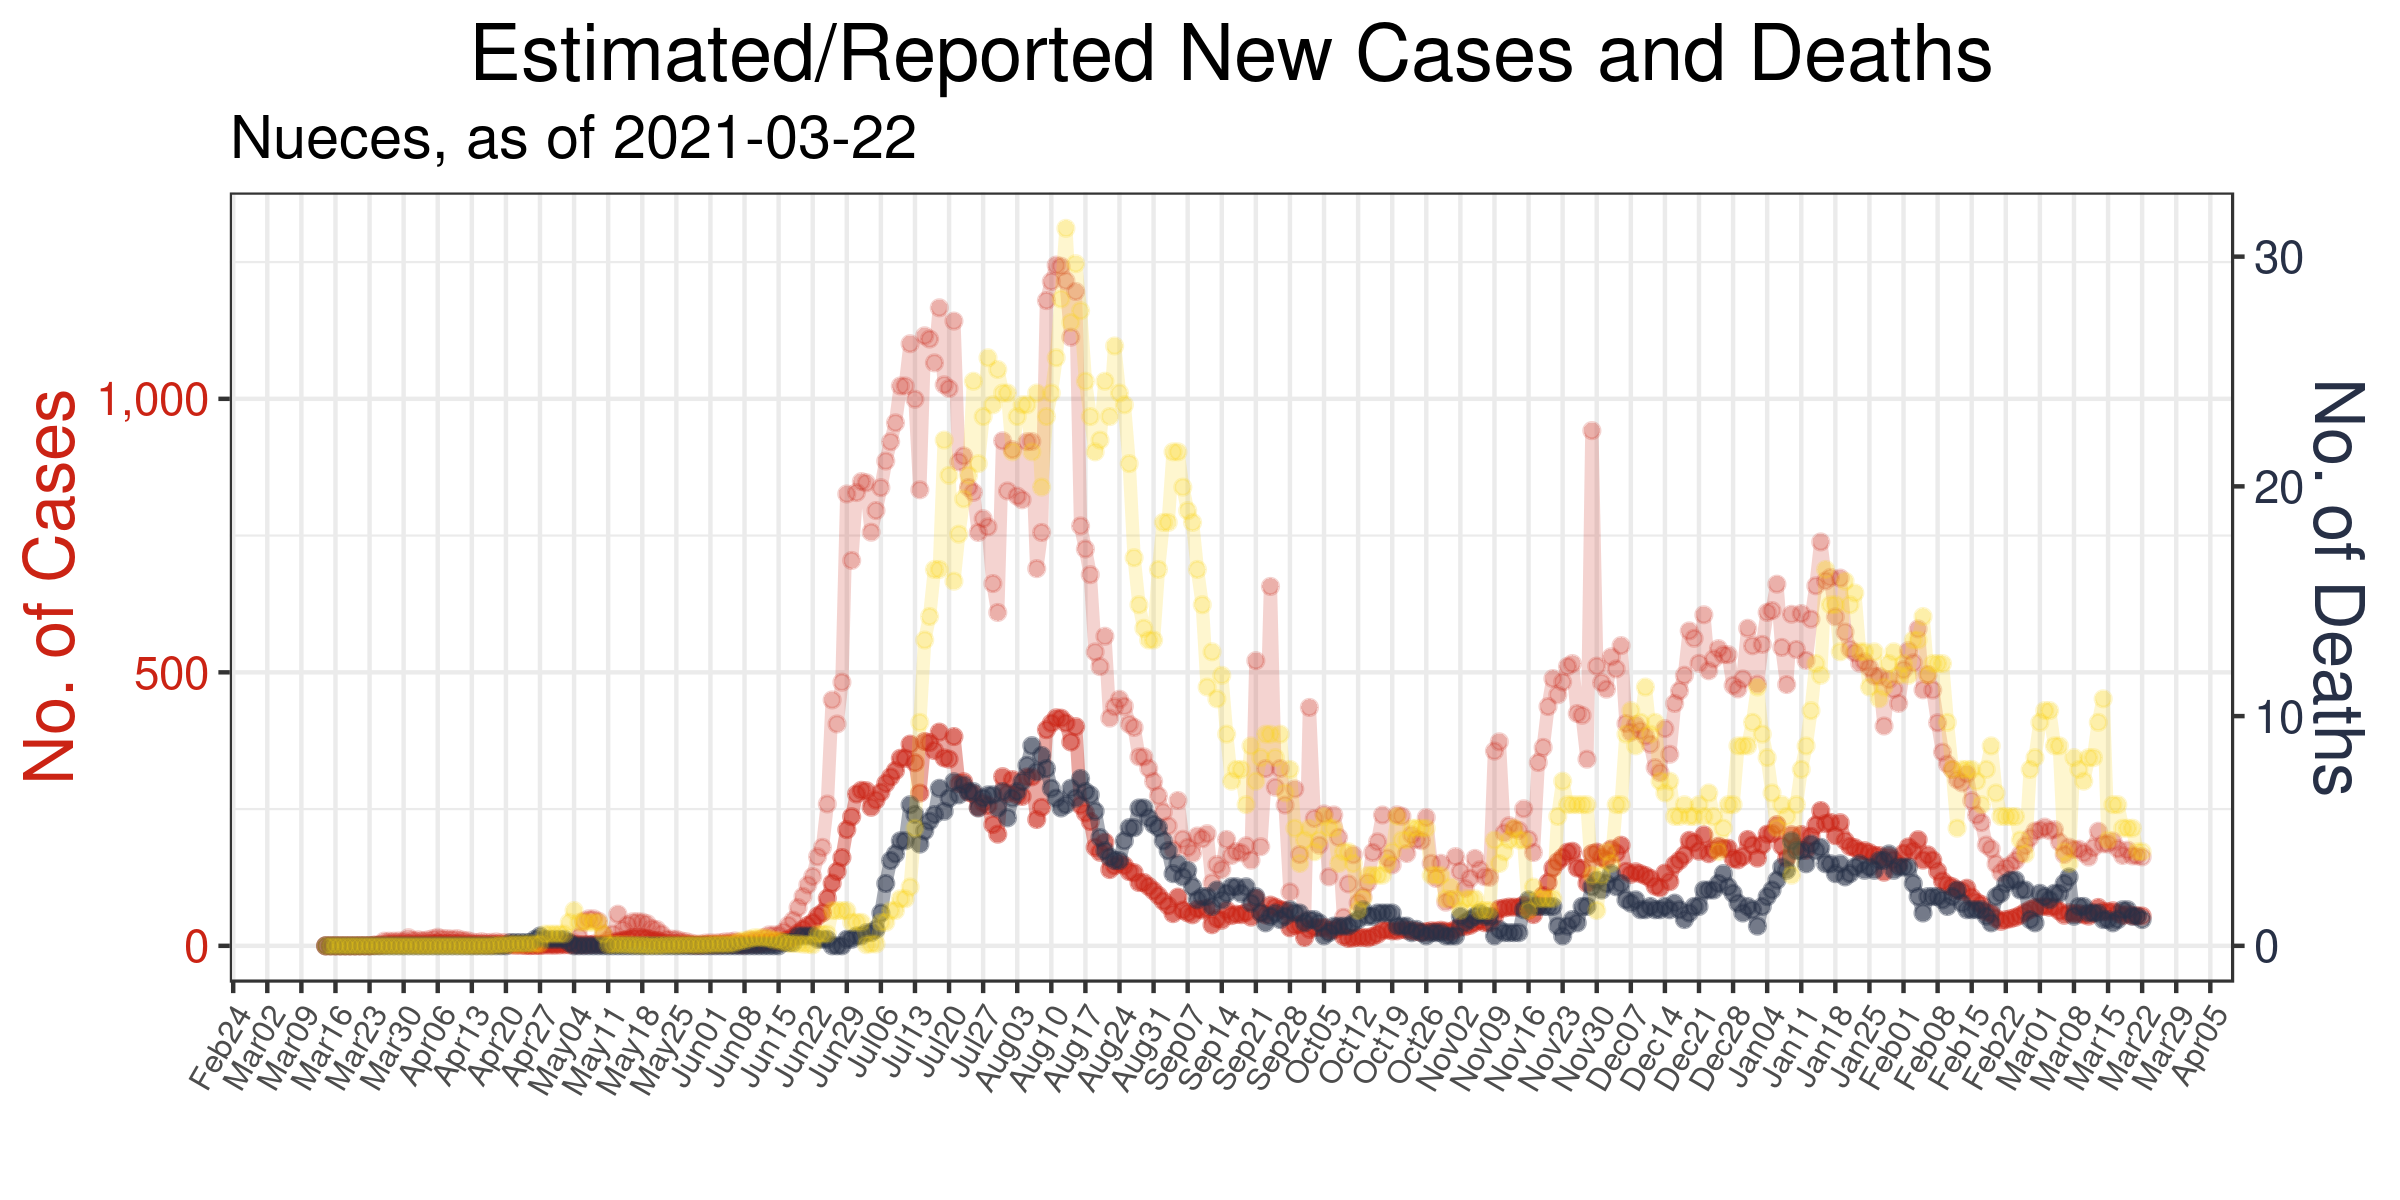 Estimated/Reported New Cases and Deaths
Nueces, as of 2021-03-22
No. of Cases
1,000
500
0
30
20
10
0
No. of Deaths
Feb24
Mar02
Mar09
Mar16
Mar23
Mar30
Apr06
Apr13
Apr20
Apr27
May04
May11
May18
May25
Jun01
Jun08
Jun15
Jun22
Jun29
Jul06
Jul13
Jul20
Jul27
Aug03
Aug10
Aug17
Aug24
Aug31
Sep07
Sep14
Sep21
Sep28
Oct05
Oct12
Oct19
Oct26
Nov02
Nov09
Nov16
Nov23
Nov30
Dec07
Dec14
Dec21
Dec28
Jan04
Jan11
Jan18
Jan25
Feb01
Feb08
Feb15
Feb22
Mar01
Mar08
Mar15
Mar22
Mar29
Apr05